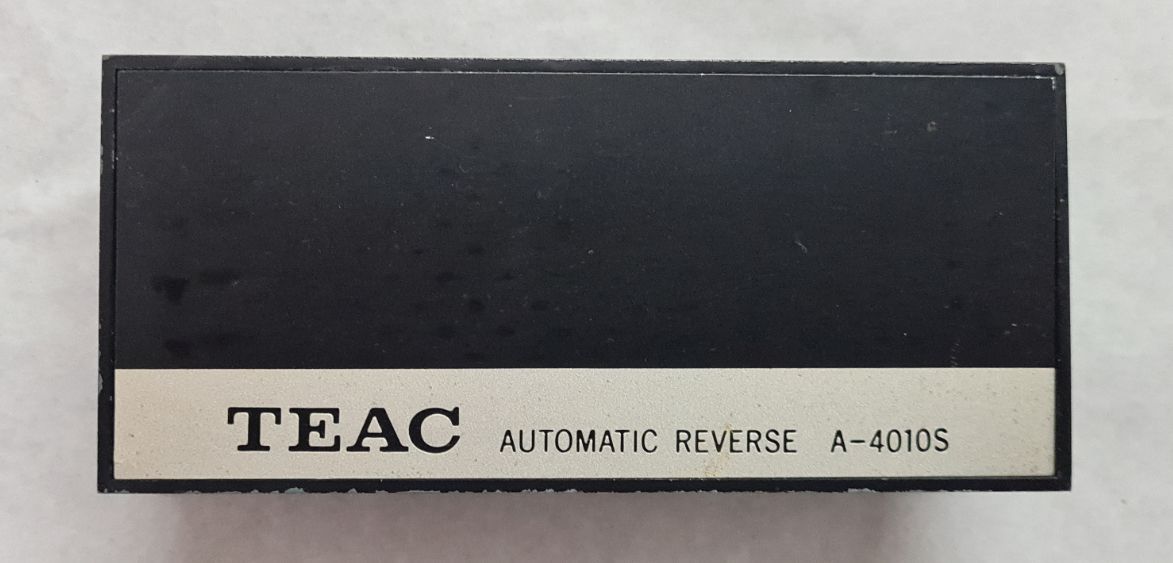 TEAC AUTOMATIC REVERSE A-4010S